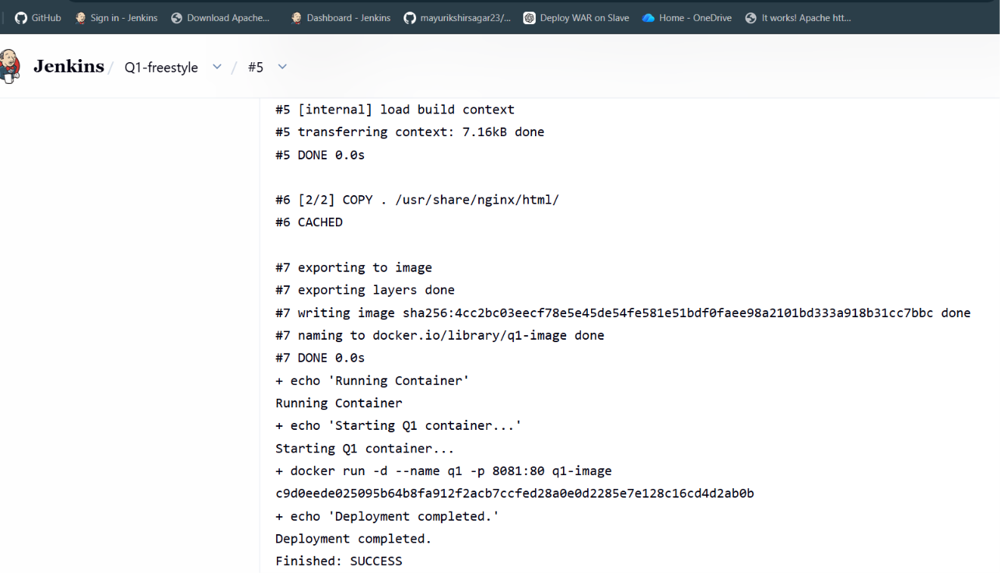 GitHub Sign in - Jenkins Download Apache... Dashboard - Jenkins mayurikshirsagar23/... Deploy WAR on Slave Home - OneDrive It works! Apache htt...
Jenkins / Q1-freestyle / #5
#5 [internal] load build context
#5 transferring context: 7.16kB done
#5 DONE 0.0s
#6 [2/2] COPY . /usr/share/nginx/html/
#6 CACHED
#7 exporting to image
#7 exporting layers done
#7 writing image sha256:4cc2bc03eecf78e5e45de54fe581e51bdf0faee98a2101bd333a918b31cc7bbc done
#7 naming to docker.io/library/q1-image done
#7 DONE 0.0s
+ echo 'Running Container'
Running Container
+ echo 'Starting Q1 container...'
Starting Q1 container...
+ docker run -d --name q1 -p 8081:80 q1-image
c9d0eede025095b64b8fa912f2acb7ccfed28a0e0d2285e7e128c16cd4d2ab0b
+ echo 'Deployment completed.'
Deployment completed.
Finished: SUCCESS